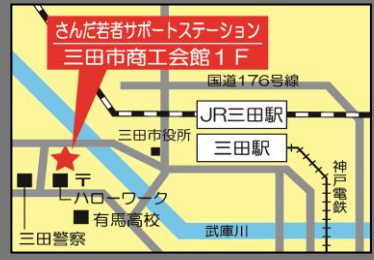 さんだ若者サポートステーション
三田市商工会館1F
国道176号線
JR三田駅
三田市役所
三田駅
神戸電鉄
〒
ハローワーク
有馬高校
三田警察
武庫川